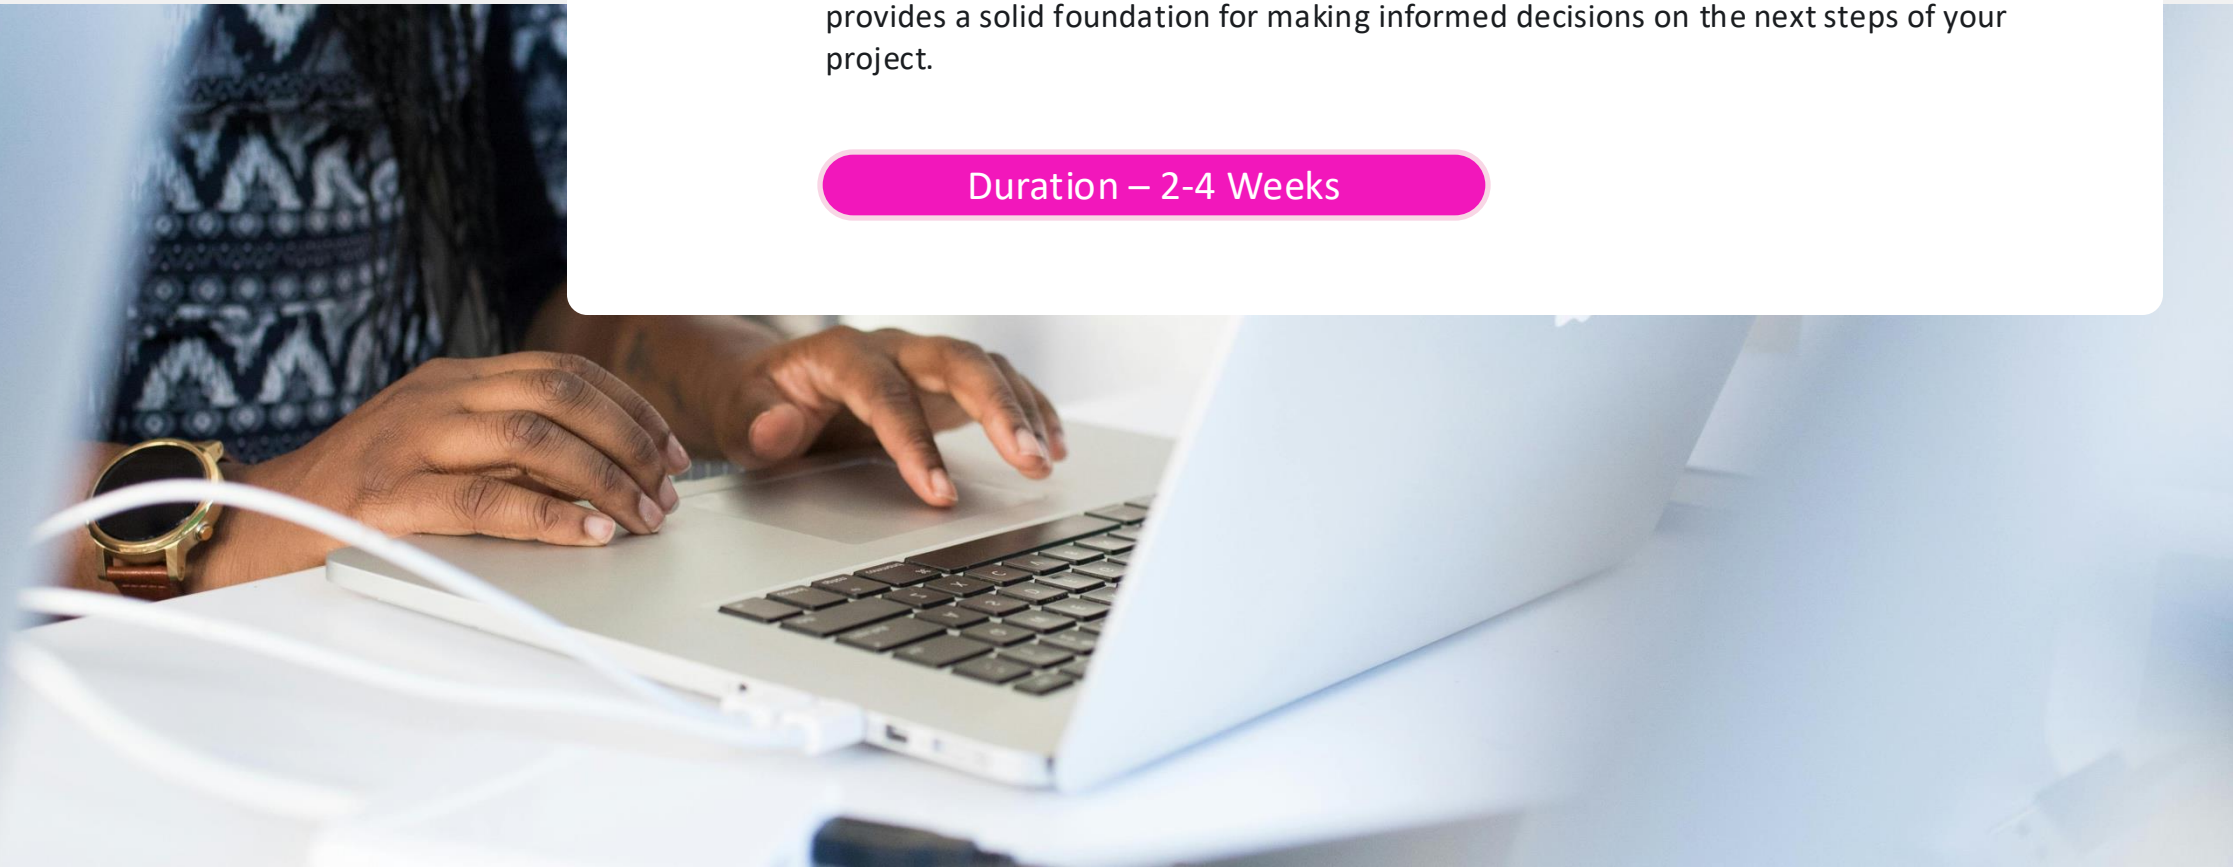 provides a solid foundation for making informed decisions on the next steps of your
project.
Duration – 2-4 Weeks